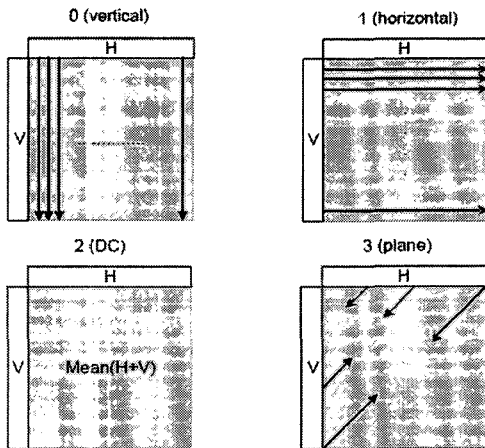 0 (vertical)
H
V
1 (horizontal)
H
V
2 (DC)
H
V
Mean(H+V)
3 (plane)
H
V